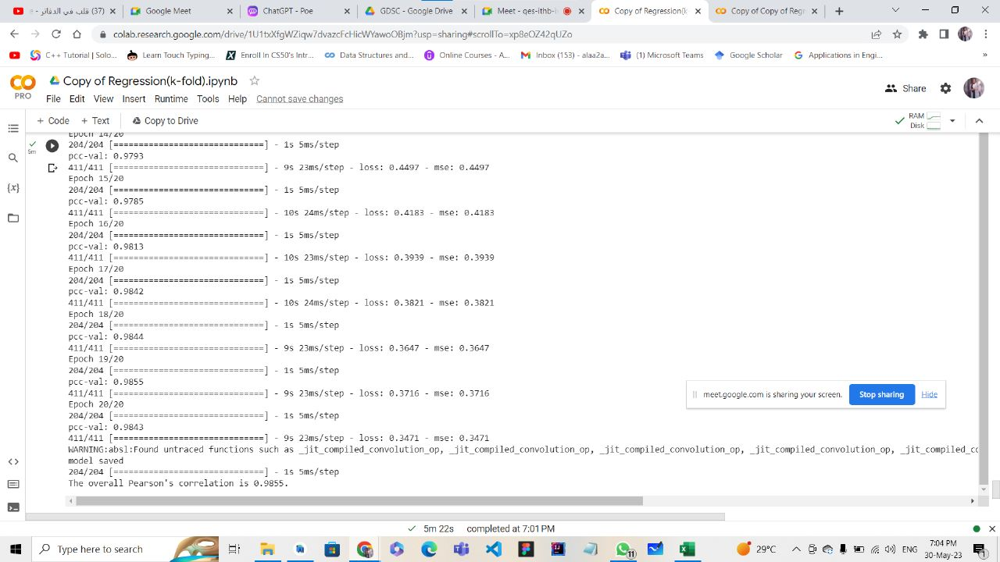 (37) قلب في الد
Google Meet
ChatGPT - Poe
GDSC - Google Drive
Meet - qes-ithb-
Copy of Regression(k
Copy of Copy of Reg
colab.research.google.com/drive/1U1txXfgWZiqw7dvazcFcHicWYawoOBjm?usp=sharing#scrollTo=xp8eOZ42qUZo
C++ Tutorial | Solo...
Learn Touch Typing...
Enroll In CS50's Intr...
Data Structures and...
Online Courses - A...
Inbox (13) - alaa2a...
(1) Microsoft Teams
Google Scholar
Applications in Engi...
»
PRO
Copy of Regression(k-fold).ipynb
File Edit View Insert Runtime Tools Help Cannot save changes
Share
+ Code + Text Copy to Drive
RAM
Disk
5m
Epoch 14/20
204/204 [==============================] - 1s 5ms/step
pcc-val: 0.9793
411/411 [==============================] - 9s 23ms/step - loss: 0.4497 - mse: 0.4497
Epoch 15/20
204/204 [==============================] - 1s 5ms/step
pcc-val: 0.9785
411/411 [==============================] - 10s 24ms/step - loss: 0.4183 - mse: 0.4183
Epoch 16/20
204/204 [==============================] - 1s 5ms/step
pcc-val: 0.9813
411/411 [==============================] - 10s 23ms/step - loss: 0.3939 - mse: 0.3939
Epoch 17/20
204/204 [==============================] - 1s 5ms/step
pcc-val: 0.9842
411/411 [==============================] - 10s 24ms/step - loss: 0.3821 - mse: 0.3821
Epoch 18/20
204/204 [==============================] - 1s 5ms/step
pcc-val: 0.9844
411/411 [==============================] - 9s 23ms/step - loss: 0.3647 - mse: 0.3647
Epoch 19/20
204/204 [==============================] - 1s 5ms/step
pcc-val: 0.9855
411/411 [==============================] - 9s 23ms/step - loss: 0.3716 - mse: 0.3716
Epoch 20/20
204/204 [==============================] - 1s 5ms/step
pcc-val: 0.9843
411/411 [==============================] - 9s 23ms/step - loss: 0.3471 - mse: 0.3471
WARNING:absl:Found untraced functions such as _jit_compiled_convolution_op, _jit_compiled_convolution_op, _jit_compiled_convolution_op, _jit_compiled_convolution_op, _jit_compiled_cc
model saved
204/204 [==============================] - 1s 5ms/step
The overall Pearson's correlation is 0.9855.
meet.google.com is sharing your screen.
Stop sharing
Hide
5m 22s completed at 7:01 PM
Type here to search
11
29°C
ENG
7:04 PM
30-May-23
1